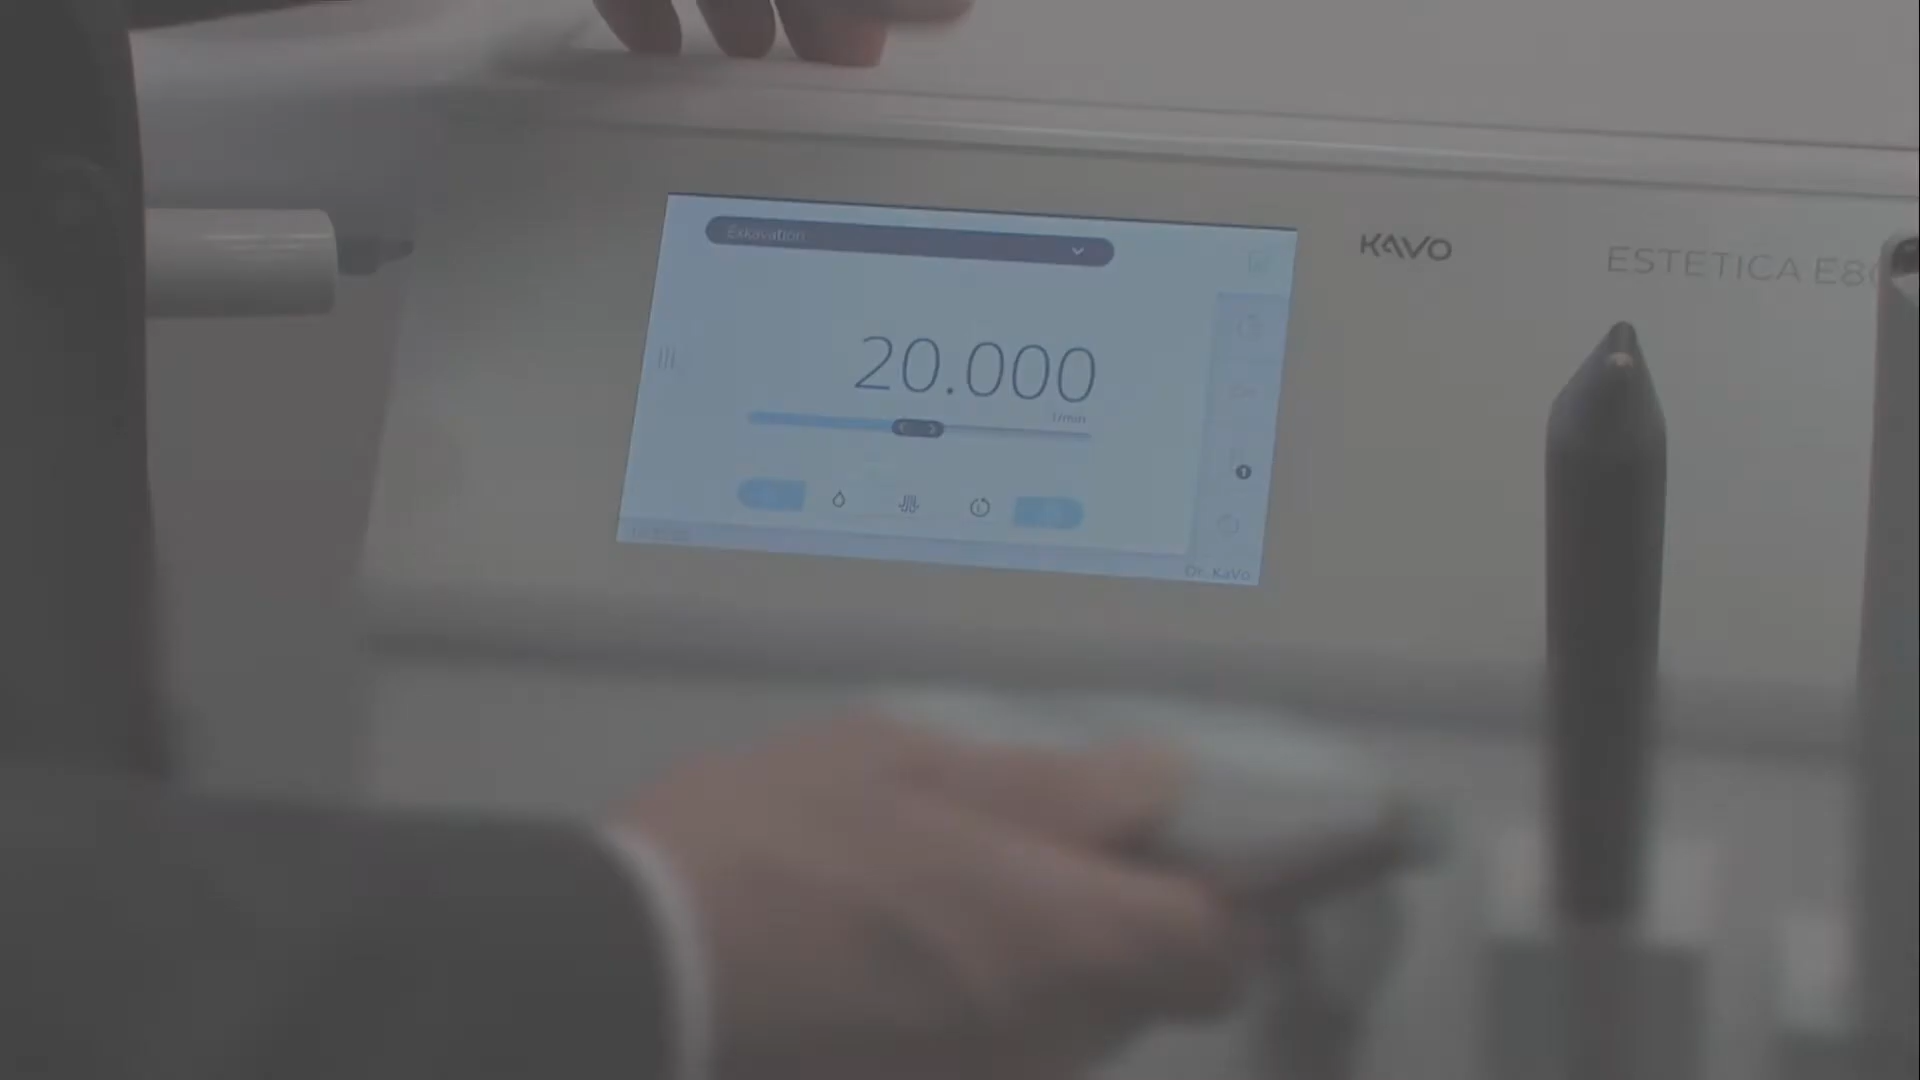 Exkavation
KAVO
ESTETICA E8
20.000
1/min
Dr. KaVo